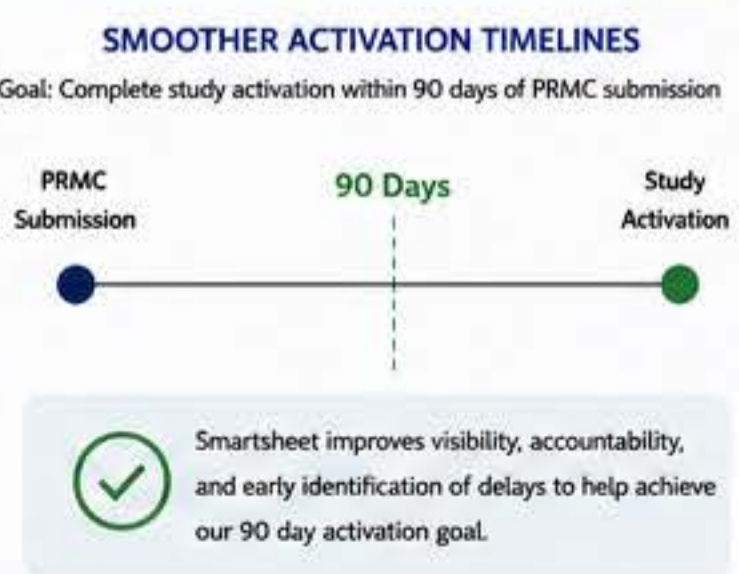 SMOOTHER ACTIVATION TIMELINES
Goal: Complete study activation within 90 days of PRMC submission
PRMC
Submission
90 Days
Study
Activation
Smartsheet improves visibility, accountability,
and early identification of delays to help achieve
our 90 day activation goal.